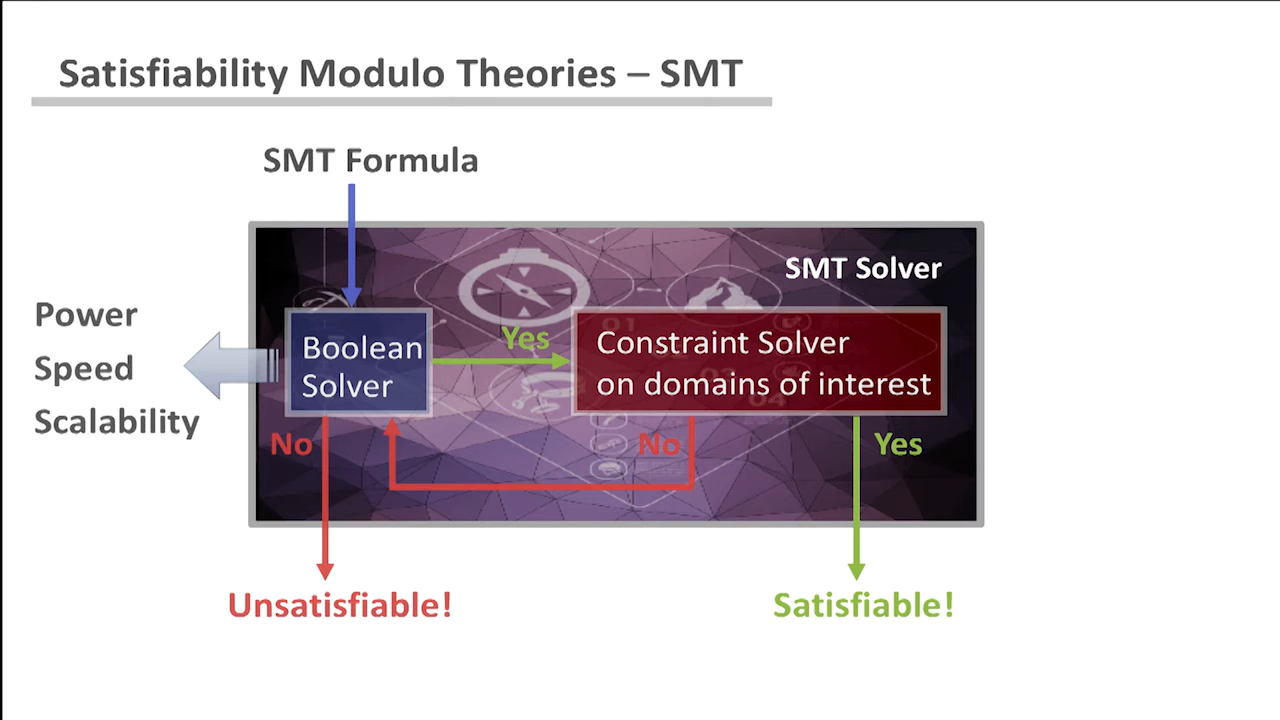 Satisfiability Modulo Theories – SMT
SMT Formula
SMT Solver
Power
Speed
Scalability
Boolean
Solver
Yes
Constraint Solver
on domains of interest
No
No
Yes
Unsatisfiable!
Satisfiable!